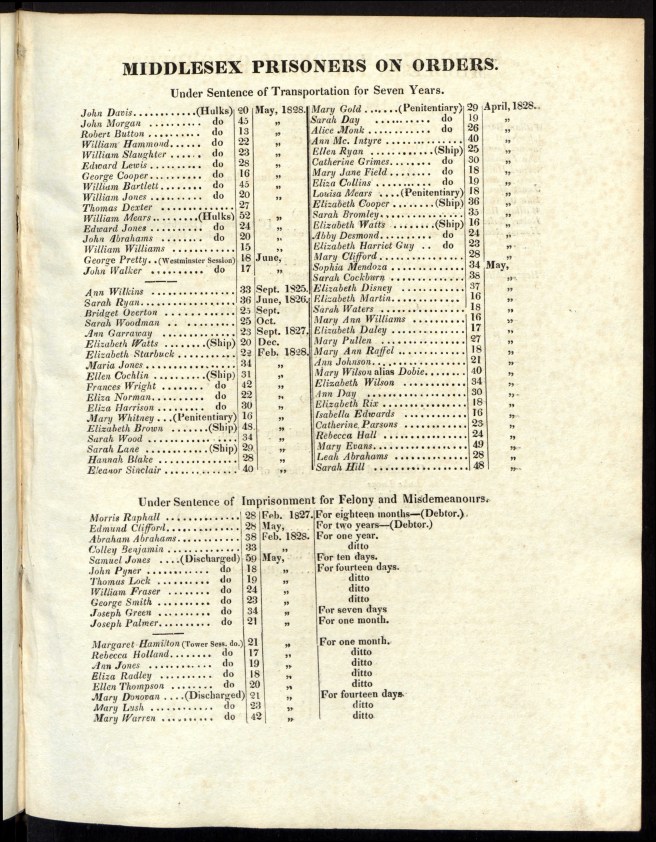 MIDDLESEX PRISONERS ON ORDERS.
Under Sentence of Transportation for Seven Years.
John Davis............(Hulks) 20 May, 1828.
John Morgan .......... do 45 „
Robert Button .......... do 13 „
William Hammond...... do 22 „
William Slaughter ...... do 23 „
Edward Lewis .......... do 28 „
George Cooper.......... do 16 „
William Bartlett........ do 45 „
William Jones .......... do 20 „
Thomas Dexter .............. 27 „
William Mears........(Hulks) 52 „
Edward Jones .......... do 24 „
John Abrahams ........ do 20 „
William Williams ............ 15 „
George Pretty..(Westminster Session) 18 June,
John Walker .......... do 17 „
Ann Wilkins ................ 33 Sept. 1825.
Sarah Ryan.................. 36 June, 1826.
Bridget Overton ............ 25 Sept.
Sarah Woodman .. .......... 25 Oct.
Ann Garraway .............. 23 Sept. 1827.
Elizabeth Watts ........(Ship) 20 Dec.
Elizabeth Starbuck .......... 22 Feb. 1828.
Maria Jones ................ 34 „
Ellen Cochlin ..........(Ship) 31 „
Frances Wright ........ do 42 „
Eliza Norman.......... do 22 „
Eliza Harrison ........ do 30 „
Mary Whitney ...(Penitentiary) 16 „
Elizabeth Brown ......(Ship) 48 „
Sarah Wood ................ 34 „
Sarah Lane ............(Ship) 29 „
Hannah Blake .............. 28 „
Eleanor Sinclair ............ 40 „
Mary Gold ......(Penitentiary) 29 April, 1828.
Sarah Day ............ do 19 „
Alice Monk ............ do 26 „
Ann Mc. Intyre .............. 40 „
Ellen Ryan ............(Ship) 25 „
Catherine Grimes........ do 30 „
Mary Jane Field........ do 18 „
Eliza Collins .......... do 19 „
Louisa Mears ....(Penitentiary) 18 „
Elizabeth Cooper ........(Ship) 36 „
Sarah Bromley.............. 35 „
Elizabeth Watts ........(Ship) 16 „
Abby Desmond.......... do 24 „
Elizabeth Harriet Guy .. do 23 „
Mary Clifford.............. 28 „
Sophia Mendoza ............ 34 May,
Sarah Cockburn ............ 38 „
Elizabeth Disney ............ 37 „
Elizabeth Martin............ 16 „
Sarah Waters .............. 18 „
Mary Ann Williams .......... 16 „
Elizabeth Daley ............ 17 „
Mary Pullen .............. 27 „
Mary Ann Raffel ............ 18 „
Ann Johnson................ 21 „
Mary Wilson alias Dobie...... 40 „
Elizabeth Wilson ............ 34 „
Ann Day .................. 30 „
Elizabeth Rix .............. 18 „
Isabella Edwards ............ 16 „
Catherine Parsons .......... 23 „
Rebecca Hall .............. 24 „
Mary Evans................ 49 „
Leah Abrahams ............ 28 „
Sarah Hill ................ 48 „
Under Sentence of Imprisonment for Felony and Misdemeanours.
Morris Raphall ............ 28 Feb. 1827. For eighteen months—(Debtor.)
Edmund Clifford............ 28 May, For two years—(Debtor.)
Abraham Abrahams.......... 38 Feb. 1828. For one year.
Colley Benjamin ............ 33 „ ditto
Samuel Jones ....(Discharged) 59 May, For ten days.
John Pyner ............ do 18 „ For fourteen days.
Thomas Lock .......... do 19 „ ditto
William Fraser ........ do 24 „ ditto
George Smith .......... do 23 „ ditto
Joseph Green .......... do 34 „ For seven days
Joseph Palmer.......... do 21 „ For one month.
Margaret Hamilton (Tower Sess. do.) 21 „ For one month.
Rebecca Holland........ do 17 „ ditto
Ann Jones ............ do 19 „ ditto
Eliza Radley .......... do 18 „ ditto
Ellen Thompson ........ do 20 „ ditto
Mary Donovan ....(Discharged) 21 „ For fourteen days
Mary Lush ............ do 23 „ ditto
Mary Warren .......... do 42 „ ditto